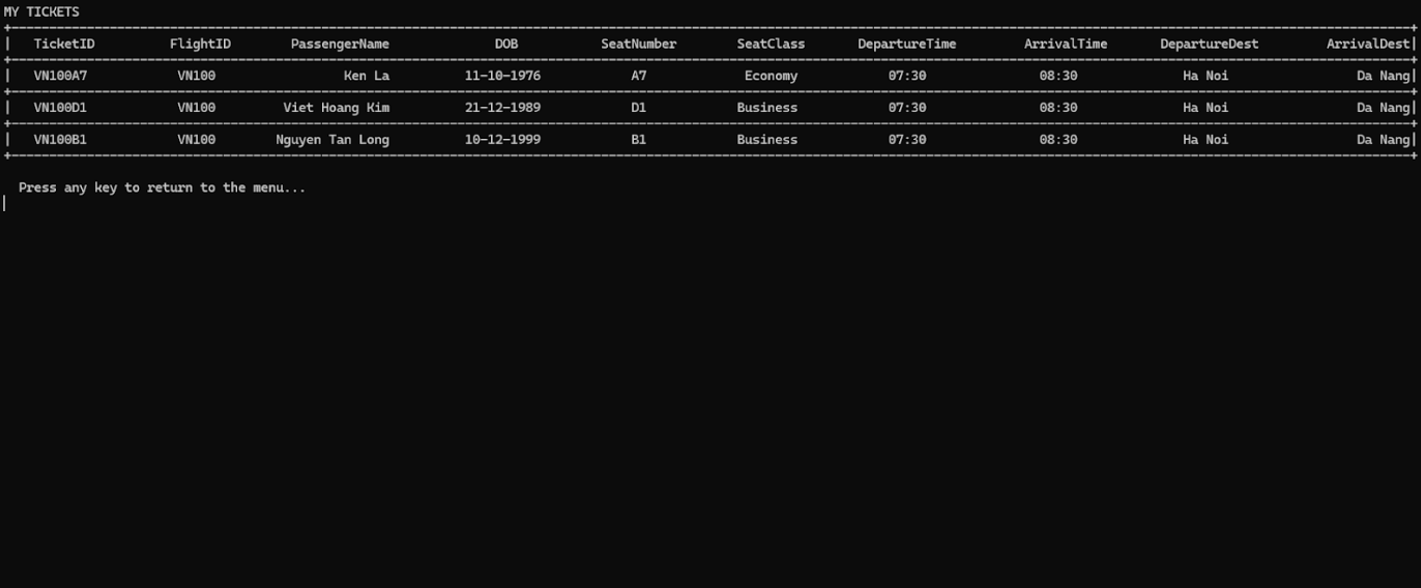 MY TICKETS
| TicketID FlightID PassengerName DOB SeatNumber SeatClass DepartureTime ArrivalTime DepartureDest ArrivalDest|
| VN100A7 VN100 Ken La 11-10-1976 A7 Economy 07:30 08:30 Ha Noi Da Nang|
| VN100D1 VN100 Viet Hoang Kim 21-12-1989 D1 Business 07:30 08:30 Ha Noi Da Nang|
| VN100B1 VN100 Nguyen Tan Long 10-12-1999 B1 Business 07:30 08:30 Ha Noi Da Nang|
Press any key to return to the menu...